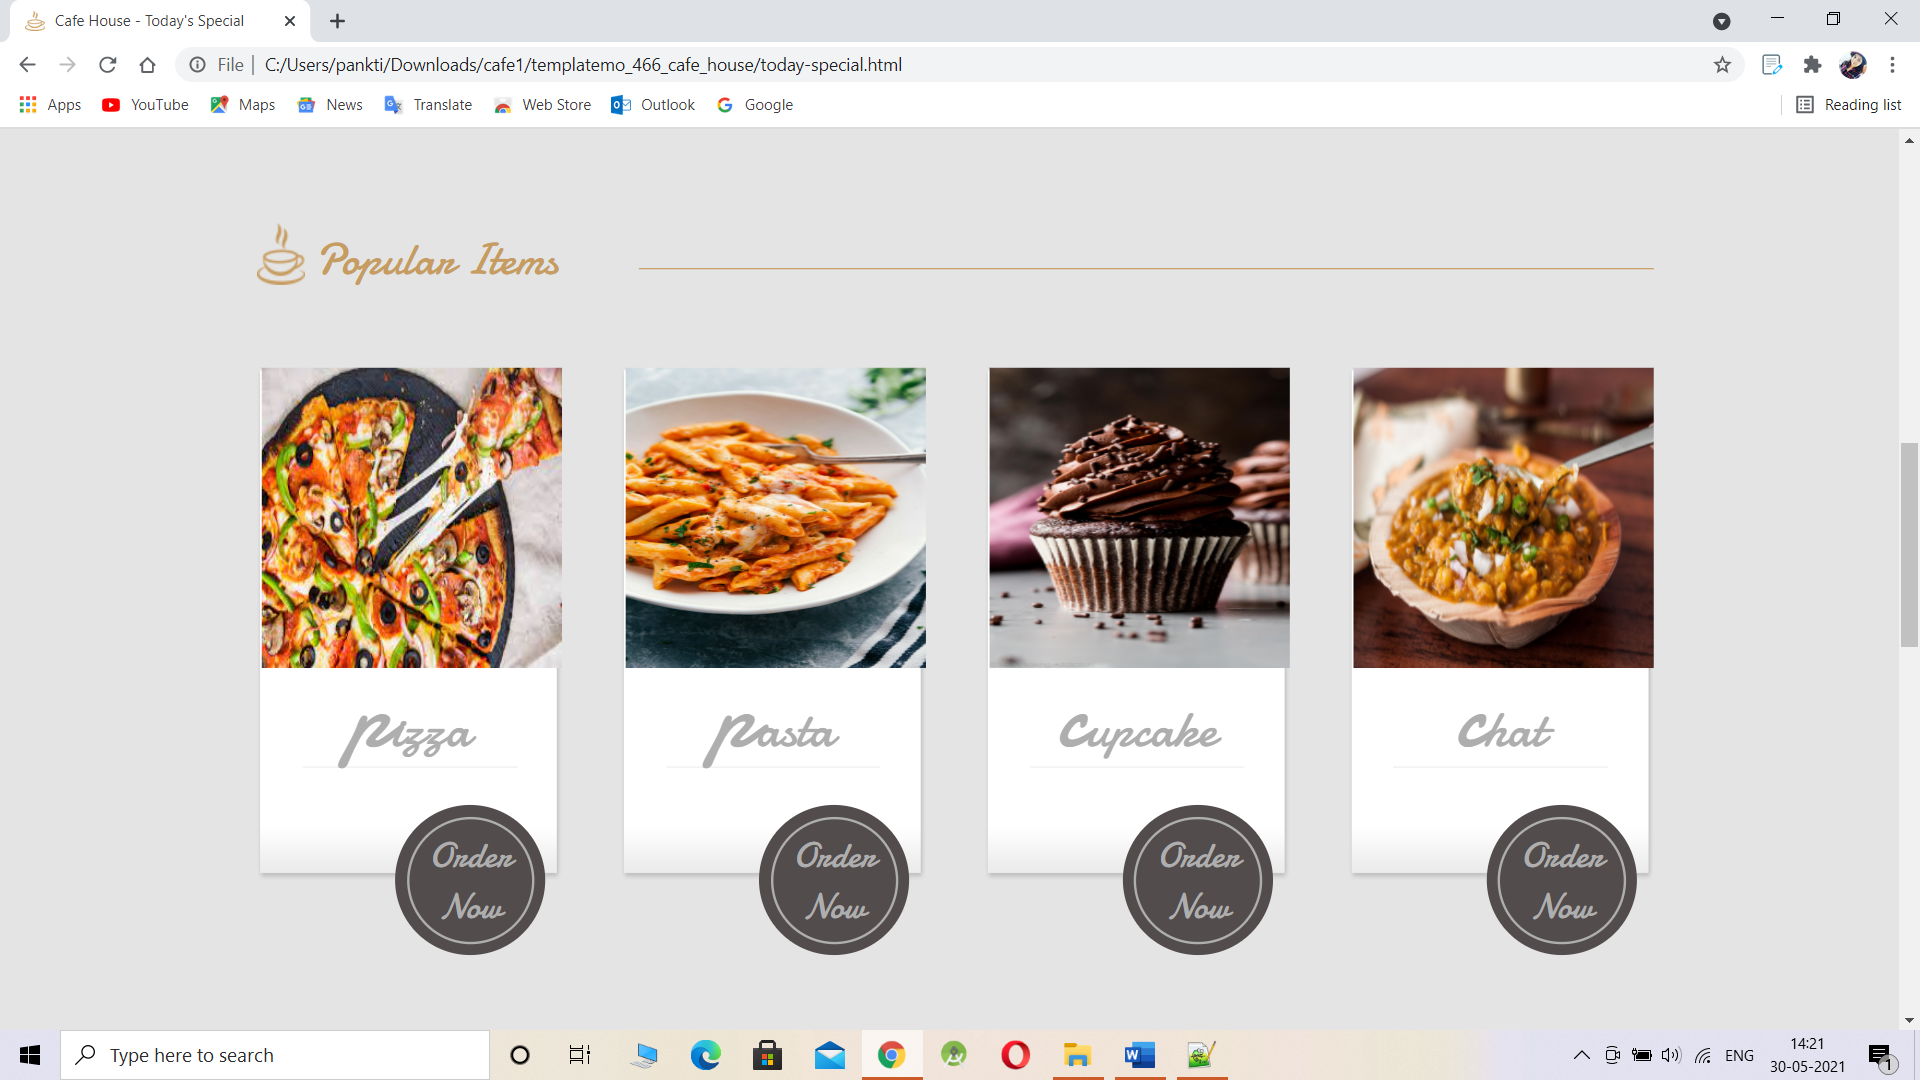 Cafe House - Today's Special
File | C:/Users/pankti/Downloads/cafe1/templatemo_466_cafe_house/today-special.html
Apps YouTube Maps News Translate Web Store Outlook Google Reading list
Popular Items
Pizza Pasta Cupcake Chat
Order Order Order Order
Now Now Now Now
Type here to search
ENG
14:21
30-05-2021
1